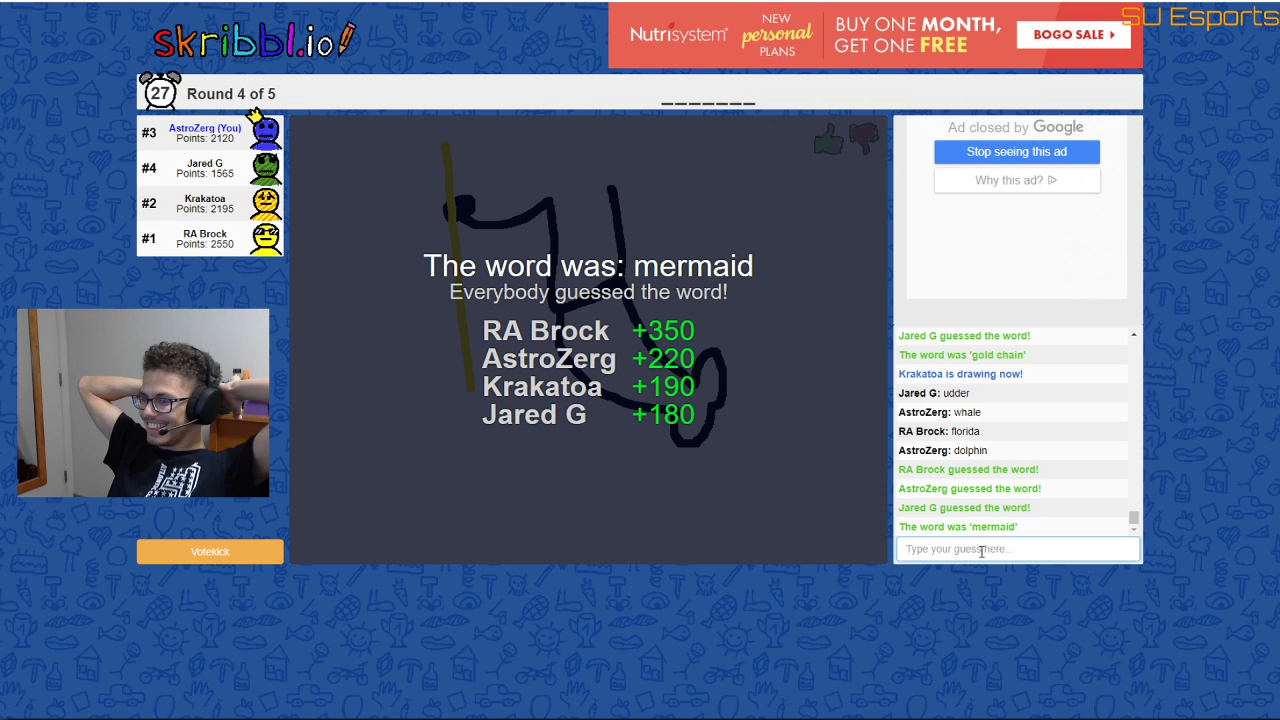 SU Esports
skribbl.io
Nutrisystem
NEW
personal
PLANS
BUY ONE MONTH,
GET ONE FREE
BOGO SALE
27
Round 4 of 5
_______
#3
AstroZerg (You)
Points: 2120
#4
Jared G
Points: 1565
#2
Krakatoa
Points: 2195
#1
RA Brock
Points: 2550
Votekick
The word was: mermaid
Everybody guessed the word!
RA Brock +350
AstroZerg +220
Krakatoa +190
Jared G +180
Ad closed by Google
Stop seeing this ad
Why this ad?
Jared G guessed the word!
The word was 'gold chain'
Krakatoa is drawing now!
Jared G: udder
AstroZerg: whale
RA Brock: florida
AstroZerg: dolphin
RA Brock guessed the word!
AstroZerg guessed the word!
Jared G guessed the word!
The word was 'mermaid'
Type your guess here...